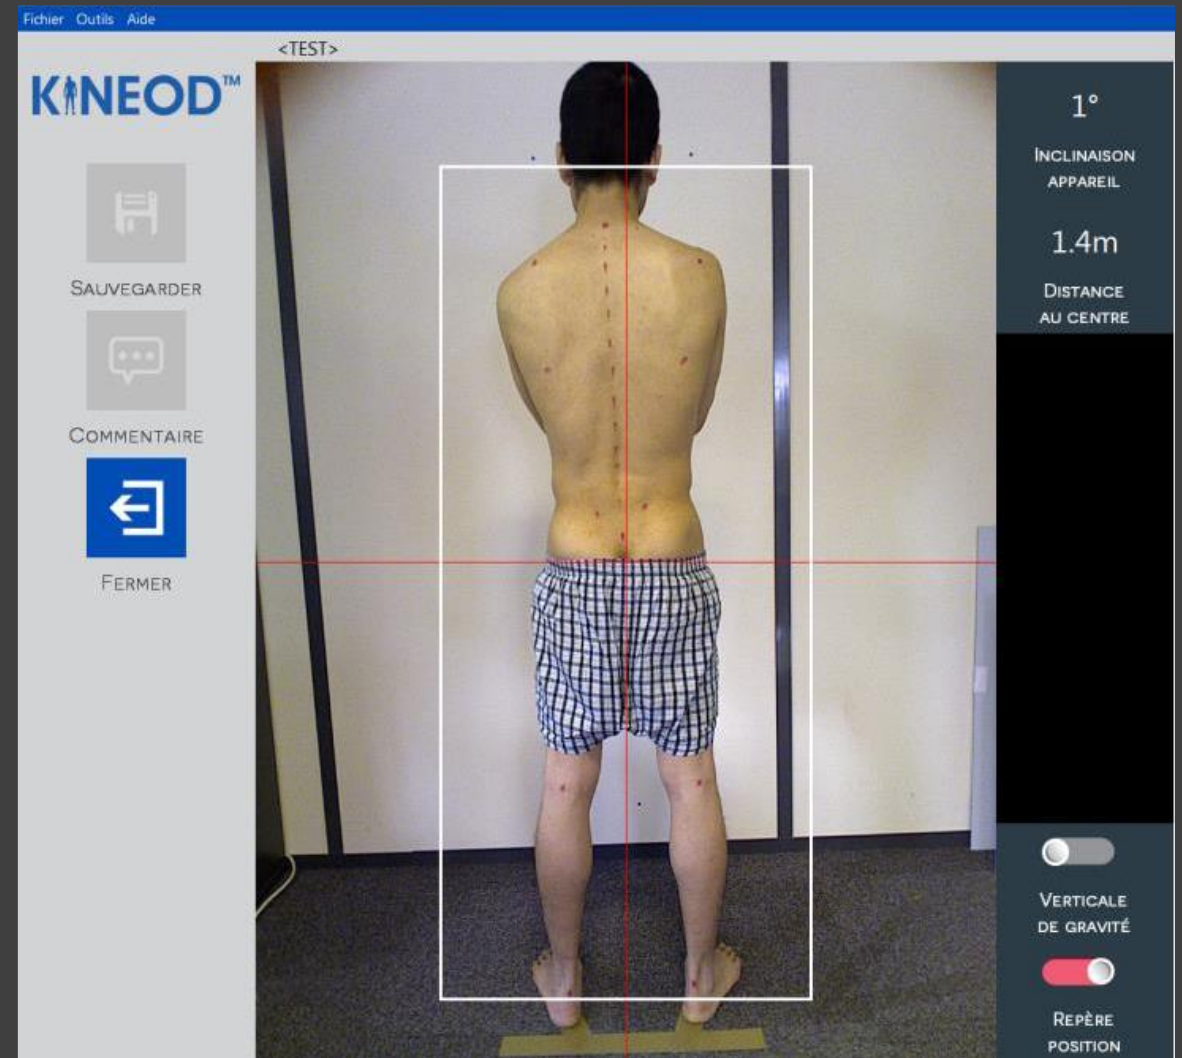 Fichier Outils Aide
<TEST>
KINEOD™
SAUVEGARDER
COMMENTAIRE
FERMER
1°
INCLINAISON
APPAREIL
1.4m
DISTANCE
AU CENTRE
VERTICALE
DE GRAVITÉ
REPÈRE
POSITION